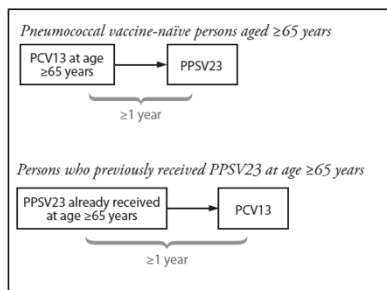 Pneumococcal vaccine-naïve persons aged ≥65 years
PCV13 at age
≥65 years
PPSV23
≥1 year
Persons who previously received PPSV23 at age ≥65 years
PPSV23 already received
at age ≥65 years
PCV13
≥1 year